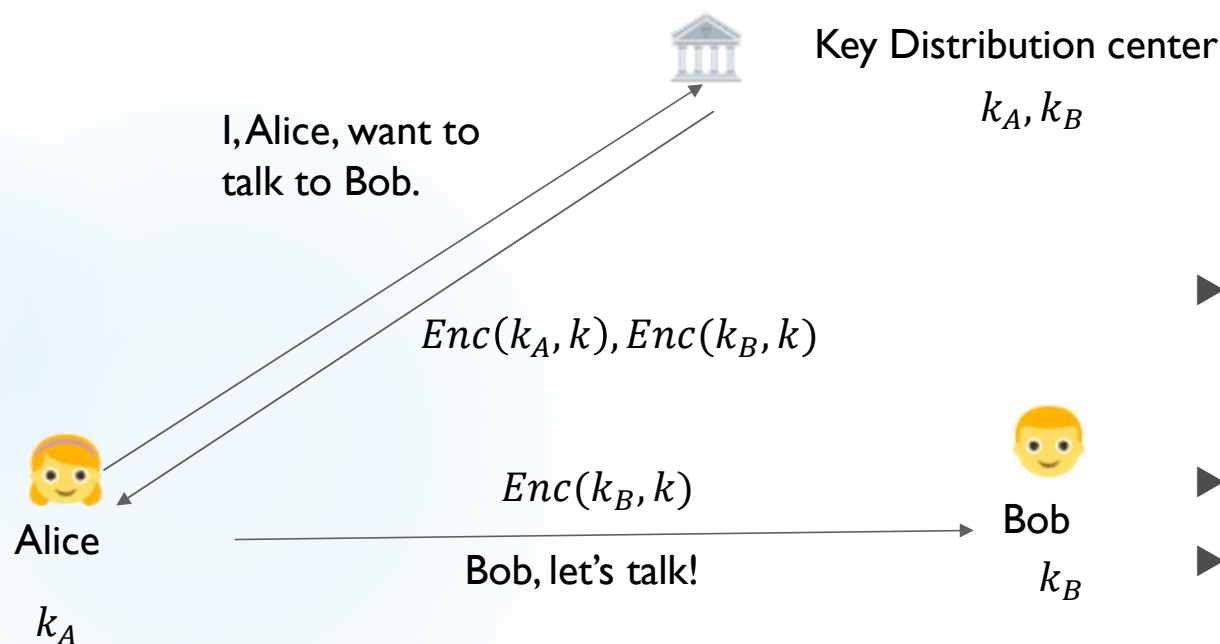 Key Distribution center
k_A, k_B
I, Alice, want to
talk to Bob.
Enc(k_A, k), Enc(k_B, k)
Enc(k_B, k)
Bob, let's talk!
Alice
k_A
Bob
k_B